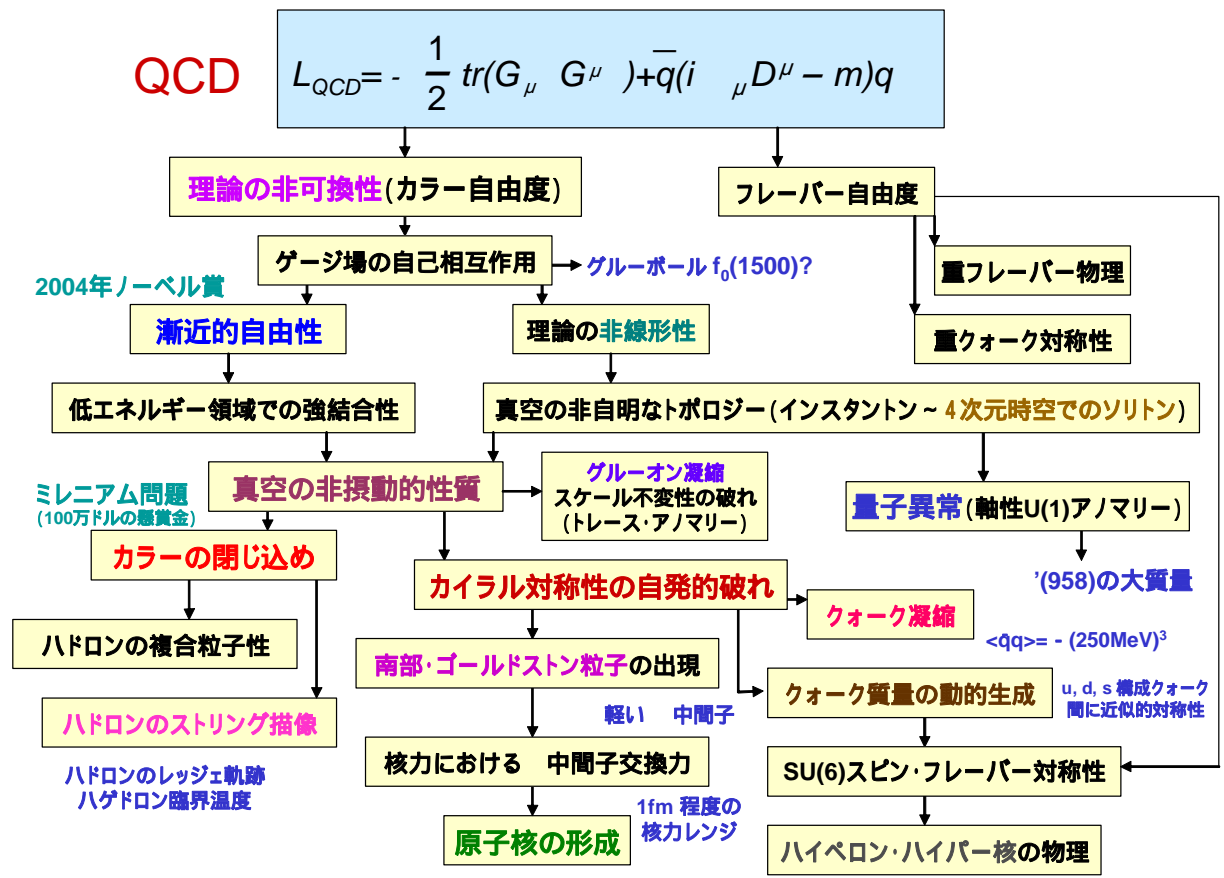 QCD
L_QCD= - 1/2 tr(G_μ G^μ )+q̅(i _μD^μ – m)q
理論の非可換性(カラー自由度)
フレーバー自由度
ゲージ場の自己相互作用
グルーボール f₀(1500)?
重フレーバー物理
2004年ノーベル賞
漸近的自由性
理論の非線形性
重クォーク対称性
低エネルギー領域での強結合性
真空の非自明なトポロジー(インスタントン ~ 4次元時空でのソリトン)
真空の非摂動的性質
グルーオン凝縮
スケール不変性の破れ
(トレース・アノマリー)
ミレニアム問題
(100万ドルの懸賞金)
量子異常(軸性U(1)アノマリー)
カラーの閉じ込め
カイラル対称性の自発的破れ
'(958)の大質量
クォーク凝縮
ハドロンの複合粒子性
<q̅q>= - (250MeV)³
南部・ゴールドストン粒子の出現
クォーク質量の動的生成
u, d, s 構成クォーク
間に近似的対称性
ハドロンのストリング描像
軽い 中間子
核力における 中間子交換力
SU(6)スピン・フレーバー対称性
ハドロンのレッジェ軌跡
ハゲドロン臨界温度
1fm 程度の
核力レンジ
原子核の形成
ハイペロン・ハイパー核の物理